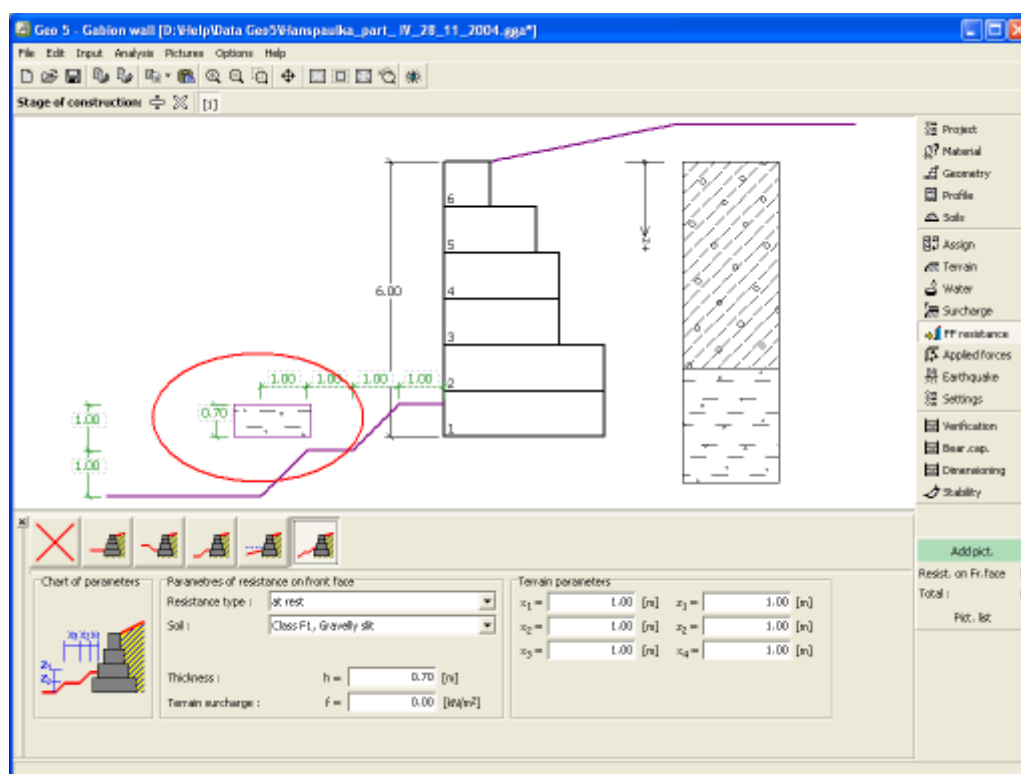 Geo 5 - Gabion wall [D:\Help\Data Geo5\Hanspaulka_part_ IV_28_11_2004.gga*]
File Edit Input Analysis Pictures Options Help
Stage of construction: [1]
Project
Material
Geometry
Profile
Soils
Assign
Terrain
Water
Surcharge
FF resistance
Applied forces
Earthquake
Settings
Verification
Bear.cap.
Dimensioning
Stability
6
5
4
3
2
1
6.00
+z
1.00 1.00 1.00 1.00
0.70
1.00
1.00
Chart of parameters
x3 x2 x1
z1
z2
Parametres of resistance on front face
Resistance type : at rest
Soil : Class F1, Gravelly silt
Thickness : h = 0.70 [m]
Terrain surcharge : f = 0.00 [kN/m²]
Terrain parameters
x1 = 1.00 [m] z1 = 1.00 [m]
x2 = 1.00 [m] z2 = 1.00 [m]
x3 = 1.00 [m] x4 = 1.00 [m]
Add pict.
Resist. on Fr.face
Total :
Pict. list